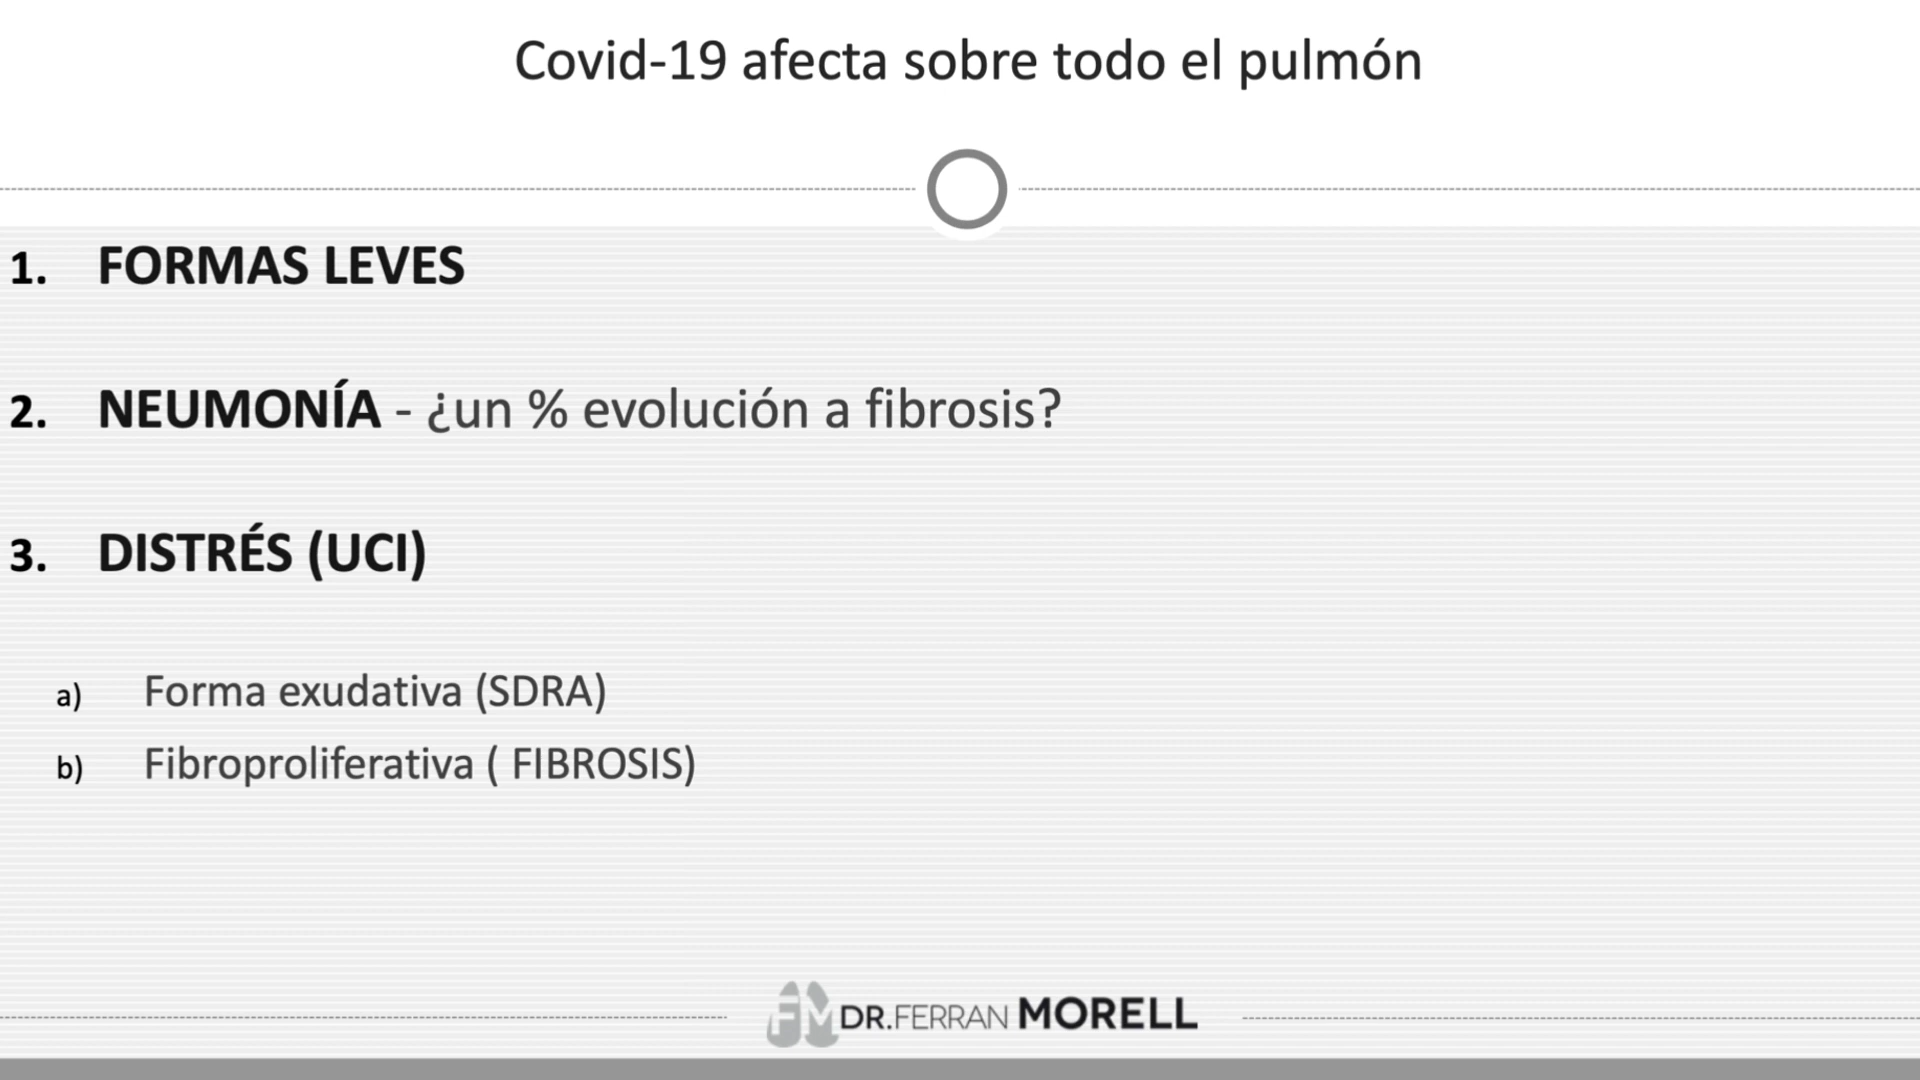 Covid-19 afecta sobre todo el pulmón
1. FORMAS LEVES
2. NEUMONÍA - ¿un % evolución a fibrosis?
3. DISTRÉS (UCI)
a) Forma exudativa (SDRA)
b) Fibroproliferativa ( FIBROSIS)
FM DR.FERRAN MORELL